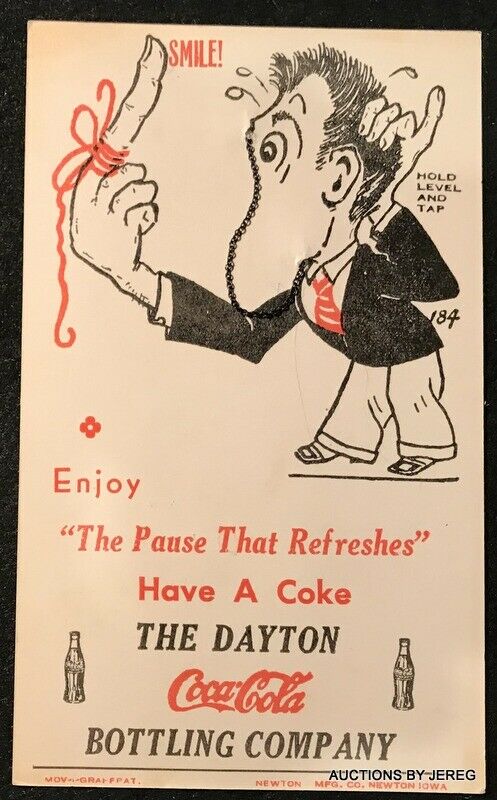 SMILE!
HOLD
LEVEL
AND
TAP
184
Enjoy
"The Pause That Refreshes"
Have A Coke
THE DAYTON
Coca-Cola
BOTTLING COMPANY
NEWTON MFG. CO. NEWTON IOWA
AUCTIONS BY JEREG